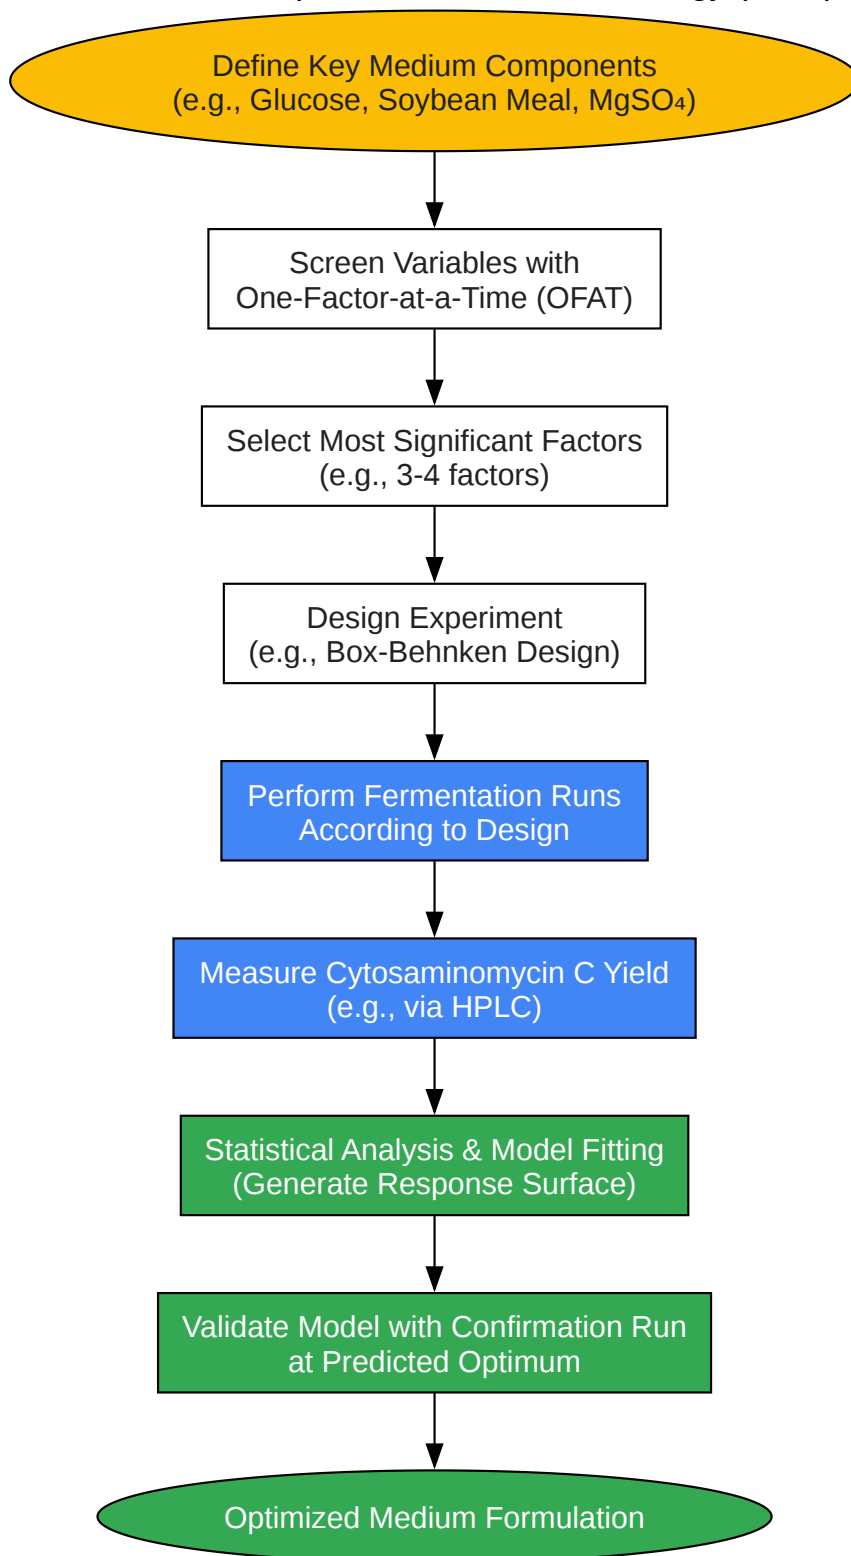 Define Key Medium Components
(e.g., Glucose, Soybean Meal, MgSO₄)
Screen Variables with
One-Factor-at-a-Time (OFAT)
Select Most Significant Factors
(e.g., 3-4 factors)
Design Experiment
(e.g., Box-Behnken Design)
Perform Fermentation Runs
According to Design
Measure Cytosaminomycin C Yield
(e.g., via HPLC)
Statistical Analysis & Model Fitting
(Generate Response Surface)
Validate Model with Confirmation Run
at Predicted Optimum
Optimized Medium Formulation